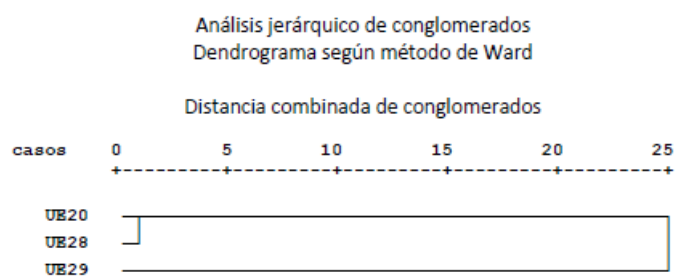 Análisis jerárquico de conglomerados
Dendrograma según método de Ward
Distancia combinada de conglomerados
casos 0 5 10 15 20 25
+---------+---------+---------+---------+---------+
UE20
UE28
UE29